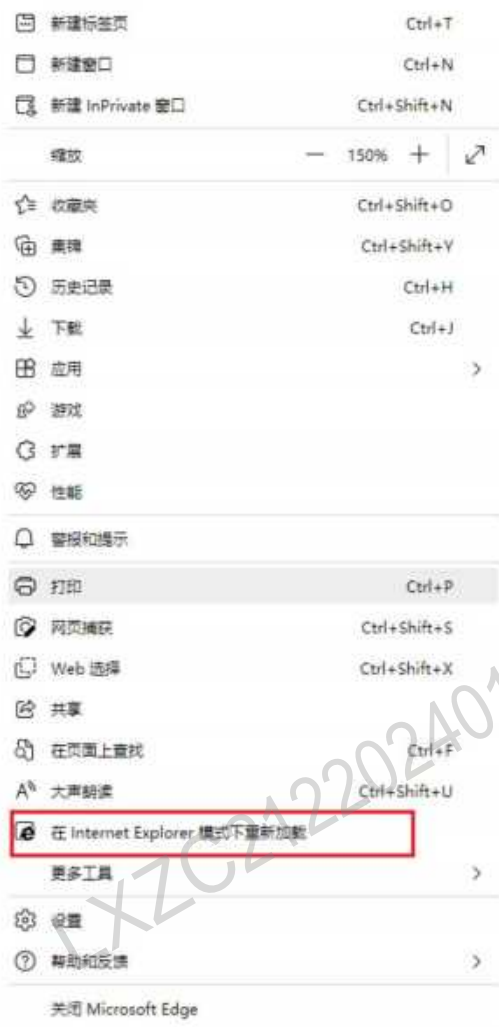 新建标签页 Ctrl+T
新建窗口 Ctrl+N
新建 InPrivate 窗口 Ctrl+Shift+N
缩放 — 150% +
收藏夹 Ctrl+Shift+O
集锦 Ctrl+Shift+Y
历史记录 Ctrl+H
下载 Ctrl+J
应用
游戏
扩展
性能
警报和提示
打印 Ctrl+P
网页捕获 Ctrl+Shift+S
Web 选择 Ctrl+Shift+X
共享
在页面上查找 Ctrl+F
大声朗读 Ctrl+Shift+U
在 Internet Explorer 模式下重新加载
更多工具
设置
帮助和反馈
关闭 Microsoft Edge
LXZC2122202401